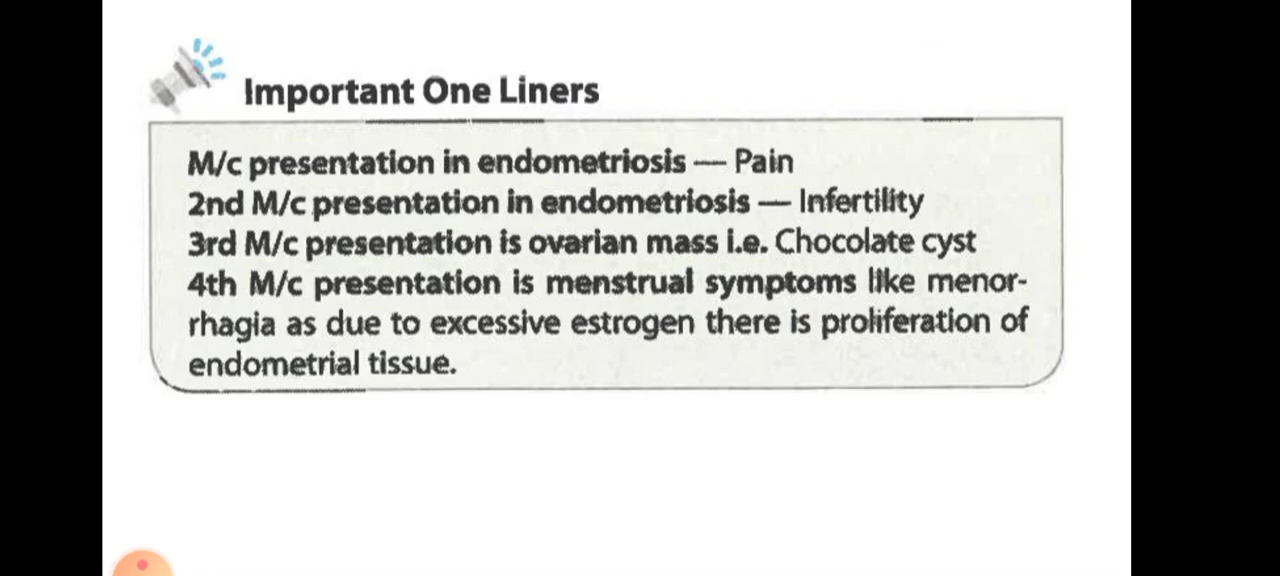 Important One Liners
M/c presentation in endometriosis — Pain
2nd M/c presentation in endometriosis — Infertility
3rd M/c presentation is ovarian mass i.e. Chocolate cyst
4th M/c presentation is menstrual symptoms like menor-
rhagia as due to excessive estrogen there is proliferation of
endometrial tissue.